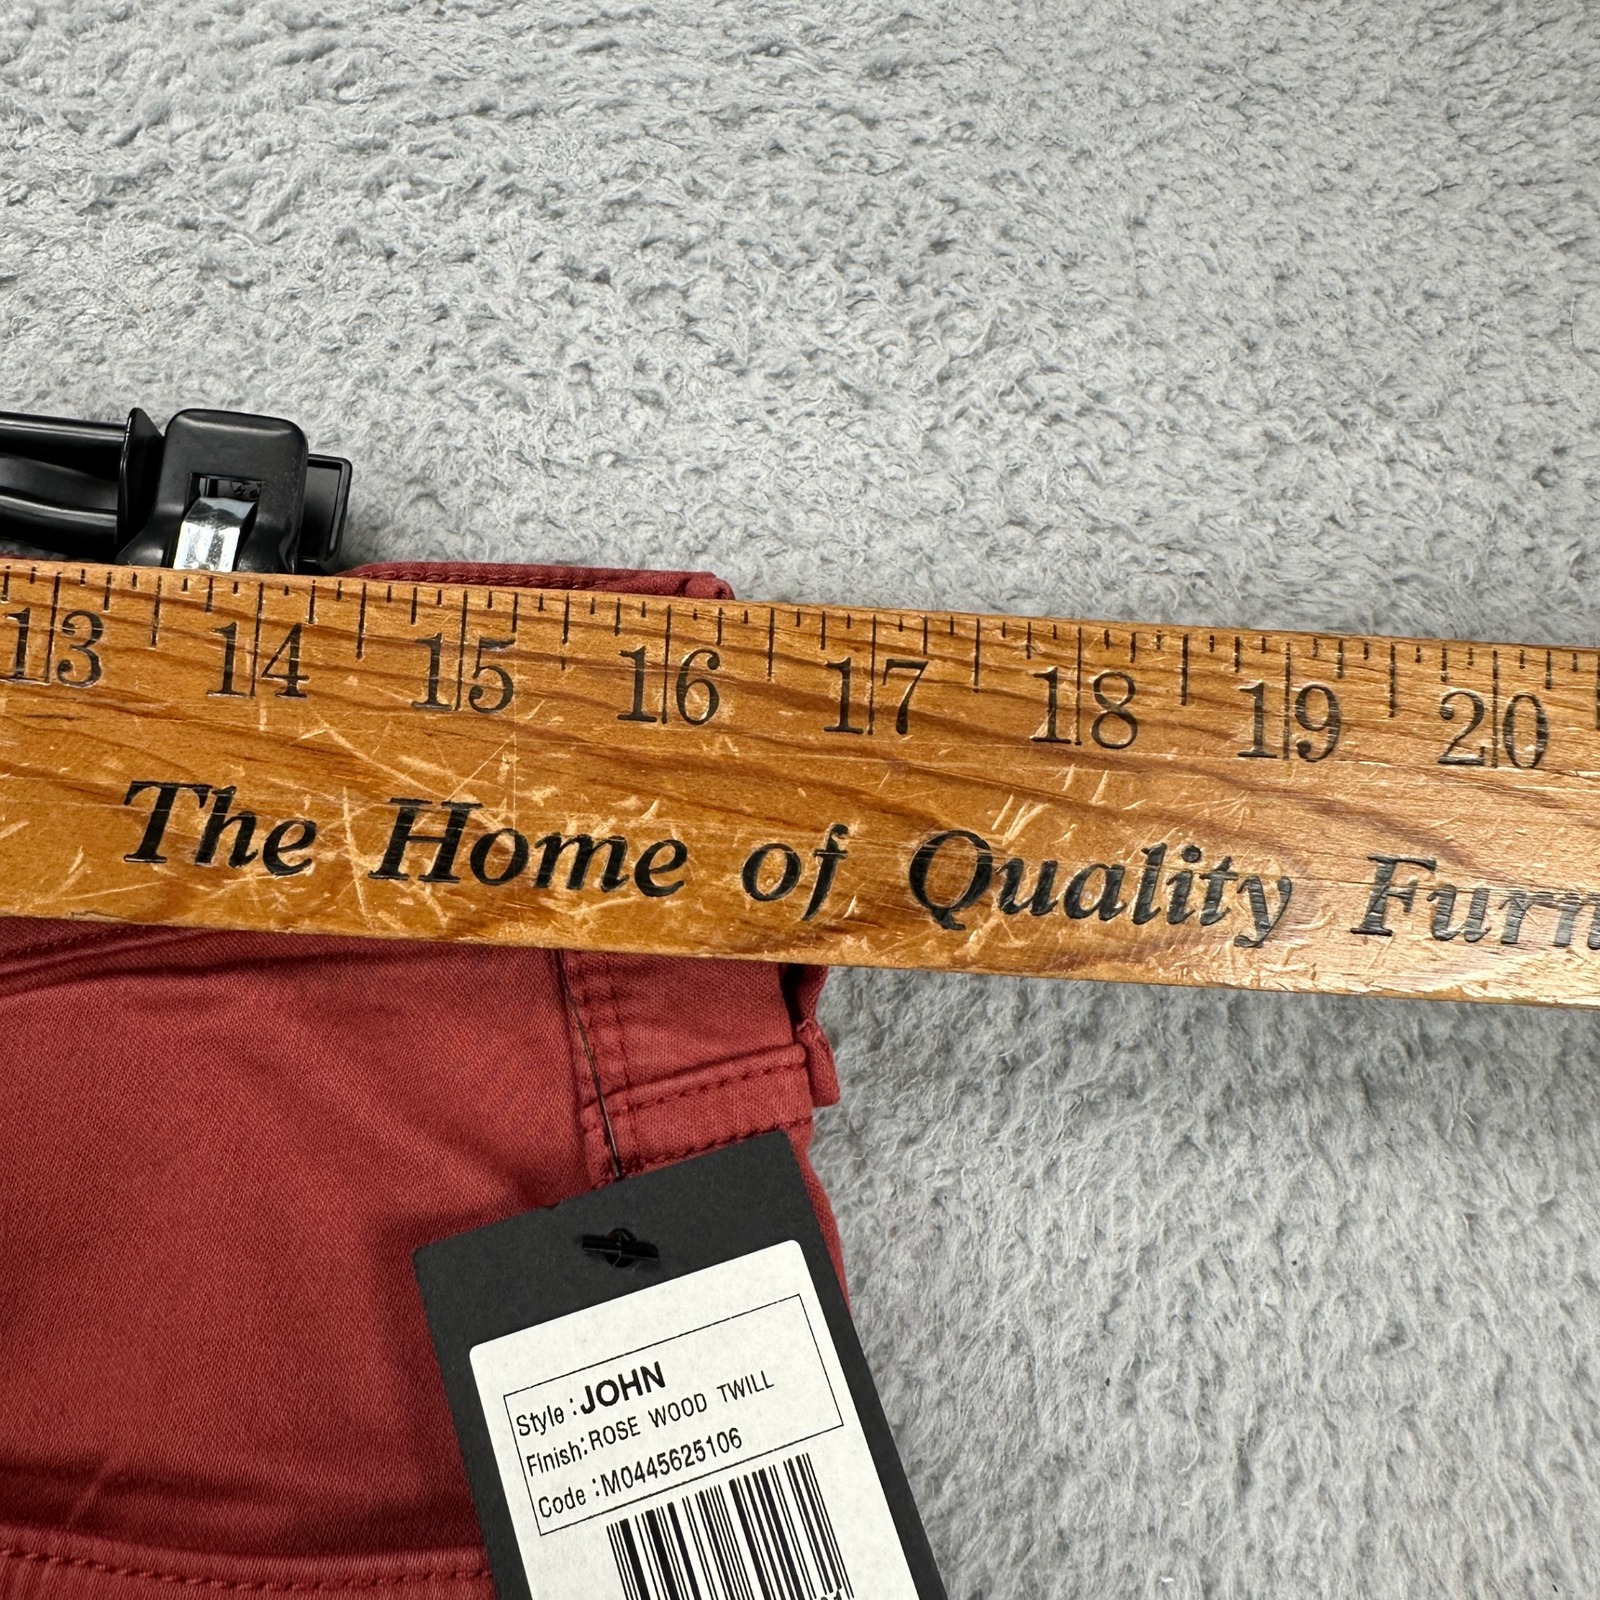 13 14 15 16 17 18 19 20
The Home of Quality Furn
Style : JOHN
Finish: ROSE WOOD TWILL
Code : M0445625106